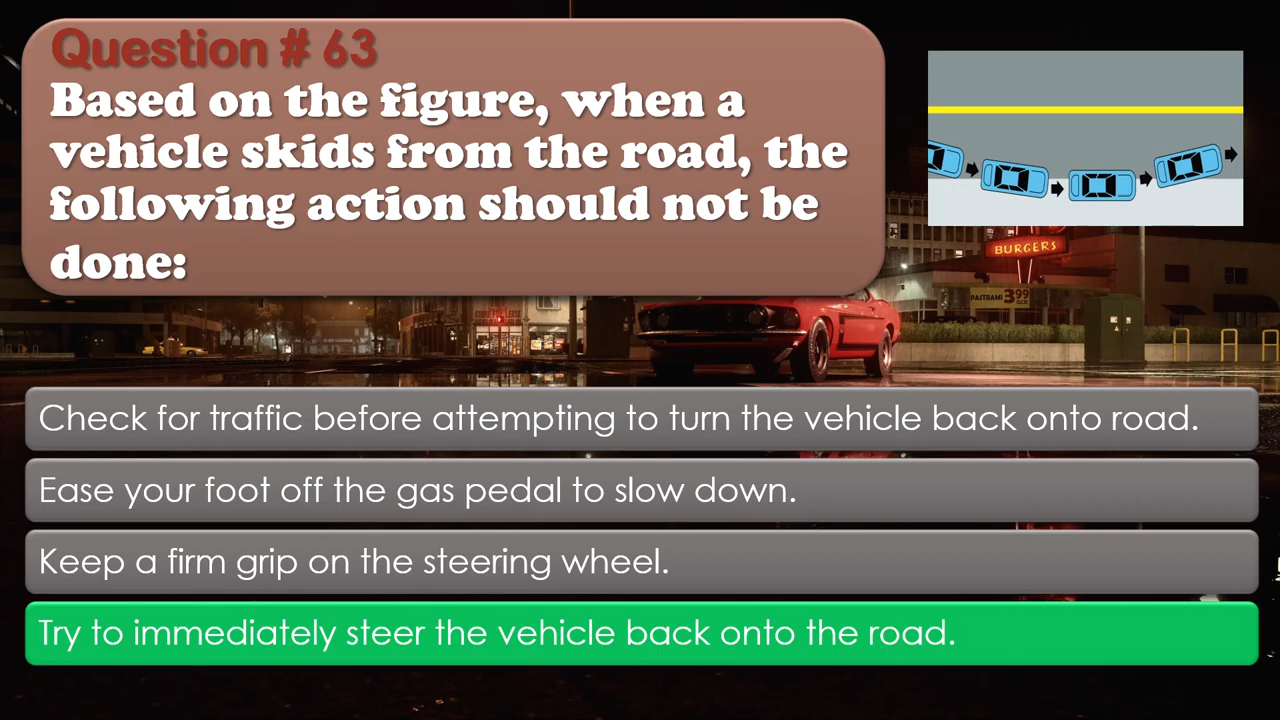 Question # 63
Based on the figure, when a
vehicle skids from the road, the
following action should not be
done:
BURGERS
PASTRAMI 3.99
Check for traffic before attempting to turn the vehicle back onto road.
Ease your foot off the gas pedal to slow down.
Keep a firm grip on the steering wheel.
Try to immediately steer the vehicle back onto the road.